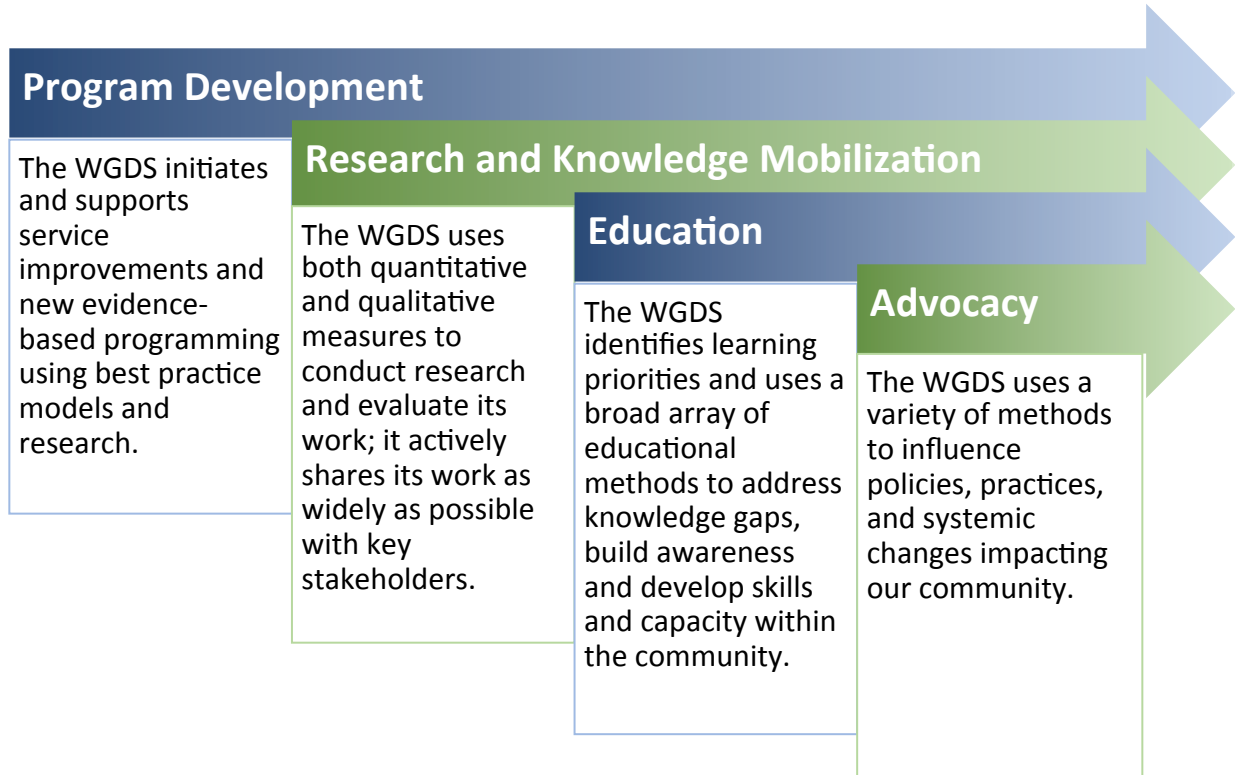 Program Development
The WGDS initiates
and supports
service
improvements and
new evidence-
based programming
using best practice
models and
research.
Research and Knowledge Mobilization
The WGDS uses
both quantitative
and qualitative
measures to
conduct research
and evaluate its
work; it actively
shares its work as
widely as possible
with key
stakeholders.
Education
The WGDS
identifies learning
priorities and uses a
broad array of
educational
methods to address
knowledge gaps,
build awareness
and develop skills
and capacity within
the community.
Advocacy
The WGDS uses a
variety of methods
to influence
policies, practices,
and systemic
changes impacting
our community.